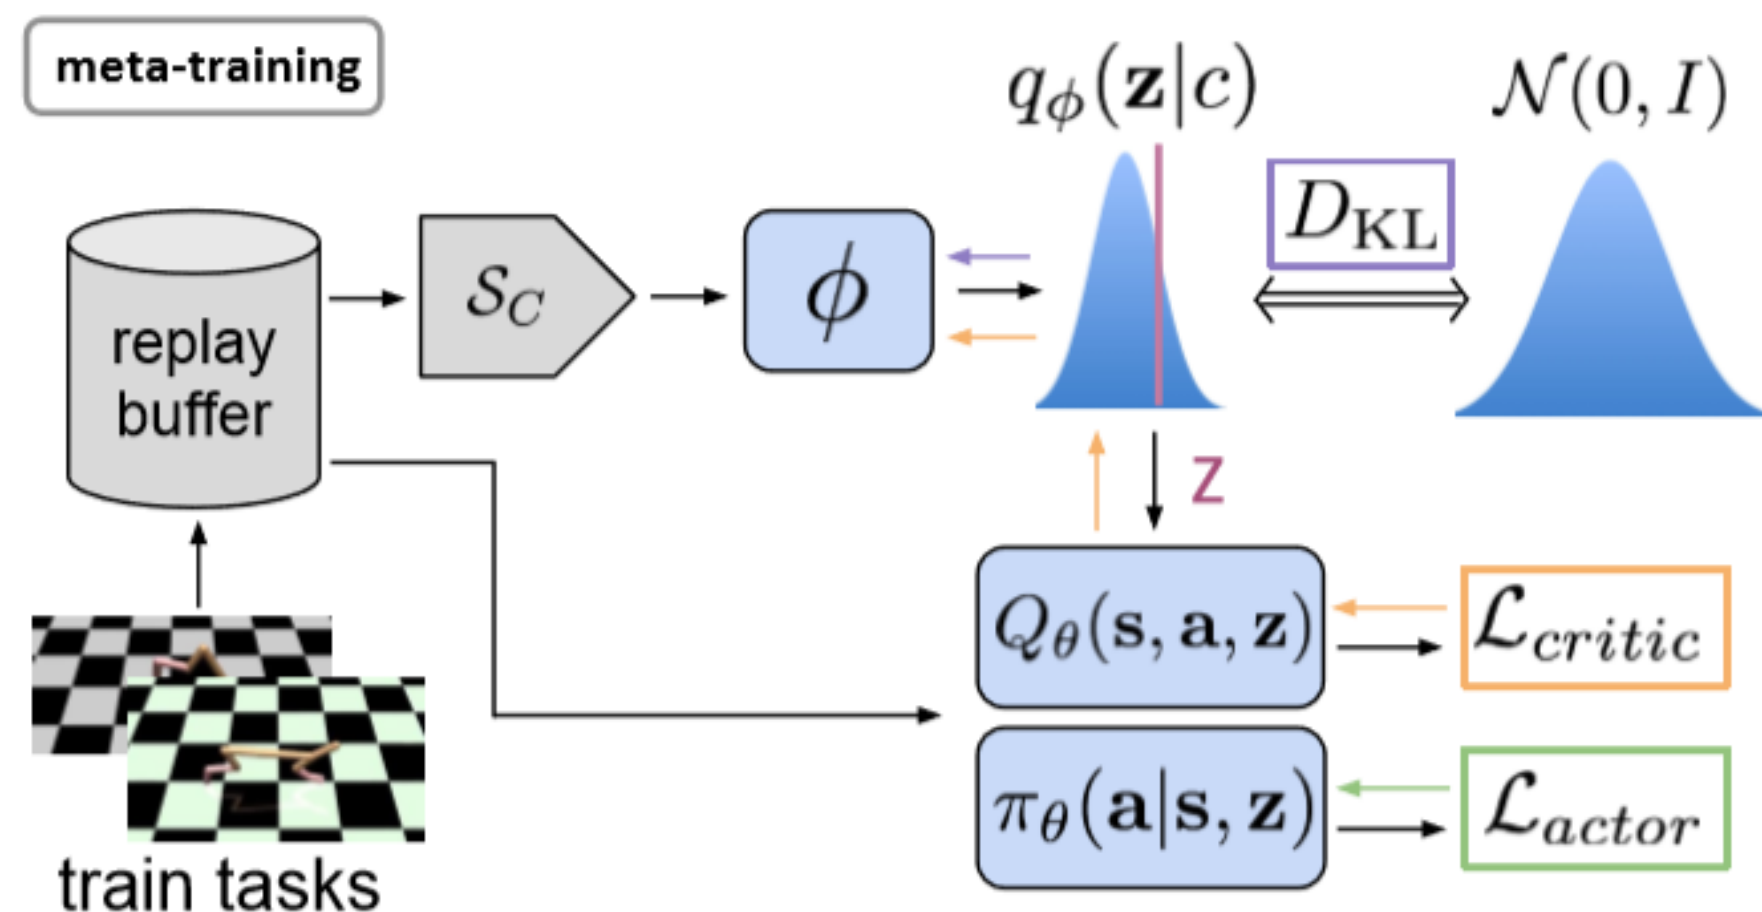 meta-training
q_ϕ(z|c)
𝒩(0, I)
D_KL
replay
buffer
𝒮_C
ϕ
z
Q_θ(s, a, z)
ℒ_critic
π_θ(a|s, z)
ℒ_actor
train tasks